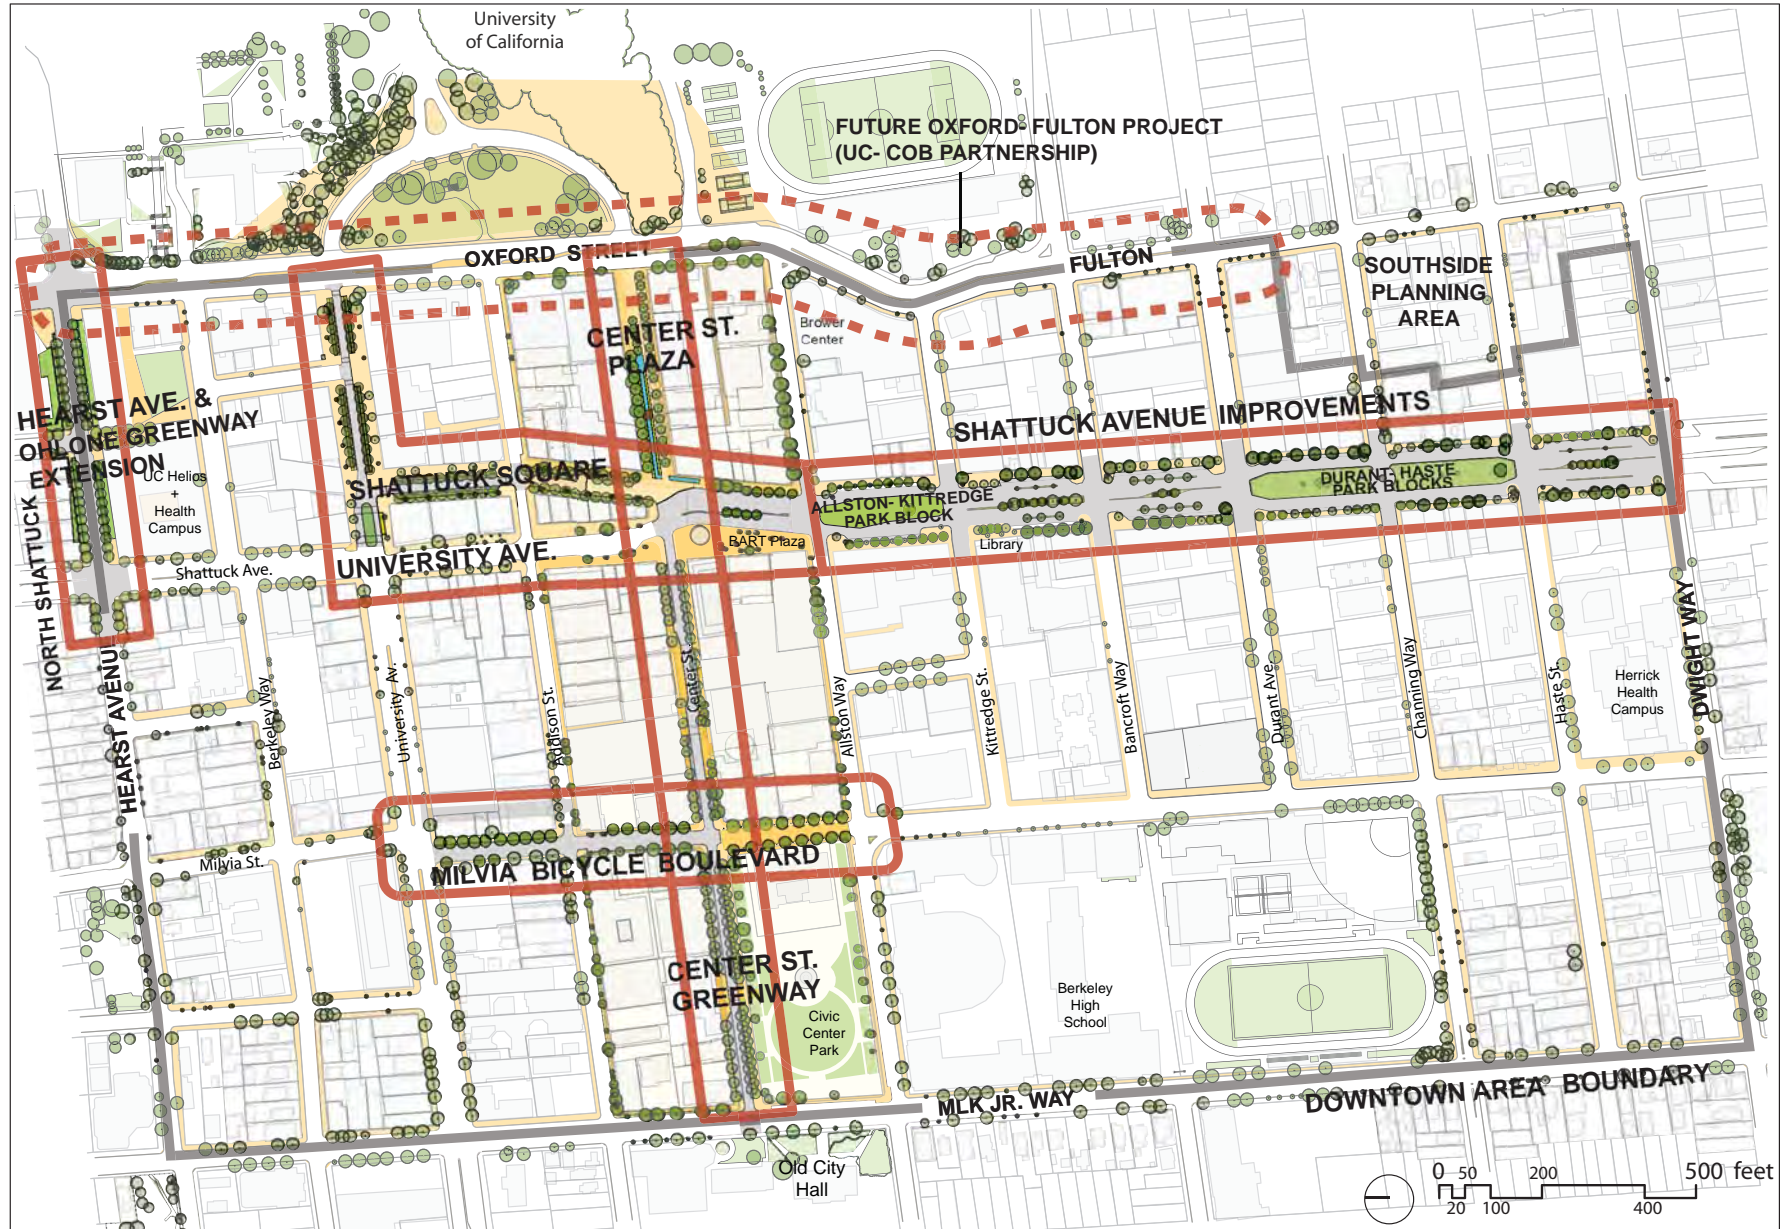 University
of California
FUTURE OXFORD- FULTON PROJECT
(UC- COB PARTNERSHIP)
OXFORD STREET
FULTON
SOUTHSIDE
PLANNING
AREA
CENTER ST.
PLAZA
Brower
Center
HEARST AVE. &
OHLONE GREENWAY
EXTENSION
SHATTUCK AVENUE IMPROVEMENTS
UC Helios
+
Health
Campus
SHATTUCK SQUARE
ALLSTON- KITTREDGE
PARK BLOCK
DURANT- HASTE
PARK BLOCKS
BART Plaza
Library
UNIVERSITY AVE.
Shattuck Ave.
NORTH SHATTUCK
HEARST AVENUE
Berkeley Way
University Av.
Addison St.
Center St.
Allston Way
Kittredge St.
Bancroft Way
Durant Ave.
Channing Way
Haste St.
Herrick
Health
Campus
DWIGHT WAY
Milvia St.
MILVIA BICYCLE BOULEVARD
CENTER ST.
GREENWAY
Civic
Center
Park
Berkeley
High
School
MLK JR. WAY
DOWNTOWN AREA BOUNDARY
Old City
Hall
0 50 200 500 feet
20 100 400